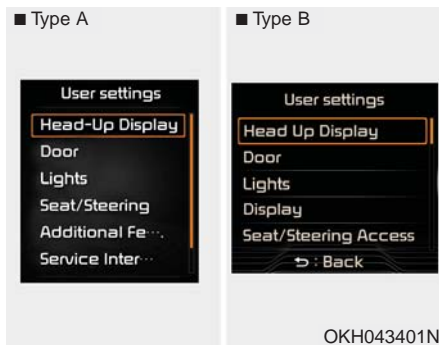 ■ Type A
User settings
Head-Up Display
Door
Lights
Seat/Steering
Additional Fe···.
Service Inter···
■ Type B
User settings
Head Up Display
Door
Lights
Display
Seat/Steering Access
⮌ : Back
OKH043401N